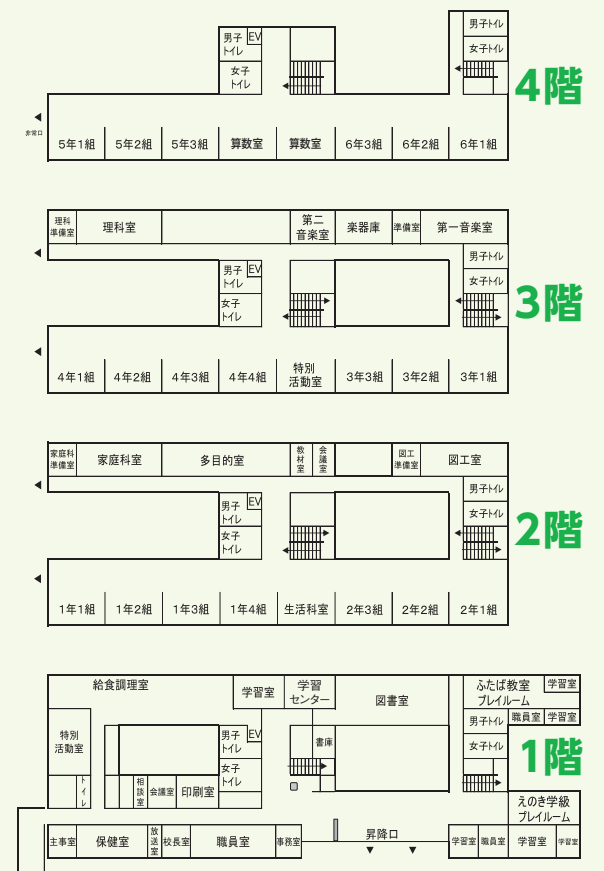 男子
トイレ
EV
女子
トイレ
男子トイレ
女子トイレ
4階
非常口
5年1組
5年2組
5年3組
算数室
算数室
6年3組
6年2組
6年1組
理科
準備室
理科室
第二
音楽室
楽器庫
準備室
第一音楽室
男子
トイレ
EV
女子
トイレ
男子トイレ
女子トイレ
3階
4年1組
4年2組
4年3組
4年4組
特別
活動室
3年3組
3年2組
3年1組
家庭科
準備室
家庭科室
多目的室
教材室
会議室
図工
準備室
図工室
男子
トイレ
EV
女子
トイレ
男子トイレ
女子トイレ
2階
1年1組
1年2組
1年3組
1年4組
生活科室
2年3組
2年2組
2年1組
給食調理室
学習室
学習
センター
図書室
ふたば教室
プレイルーム
学習室
職員室
学習室
特別
活動室
男子
トイレ
EV
女子
トイレ
書庫
男子トイレ
女子トイレ
1階
トイレ
相談室
会議室
印刷室
えのき学級
プレイルーム
主事室
保健室
放送室
校長室
職員室
事務室
昇降口
学習室
職員室
学習室
学習室